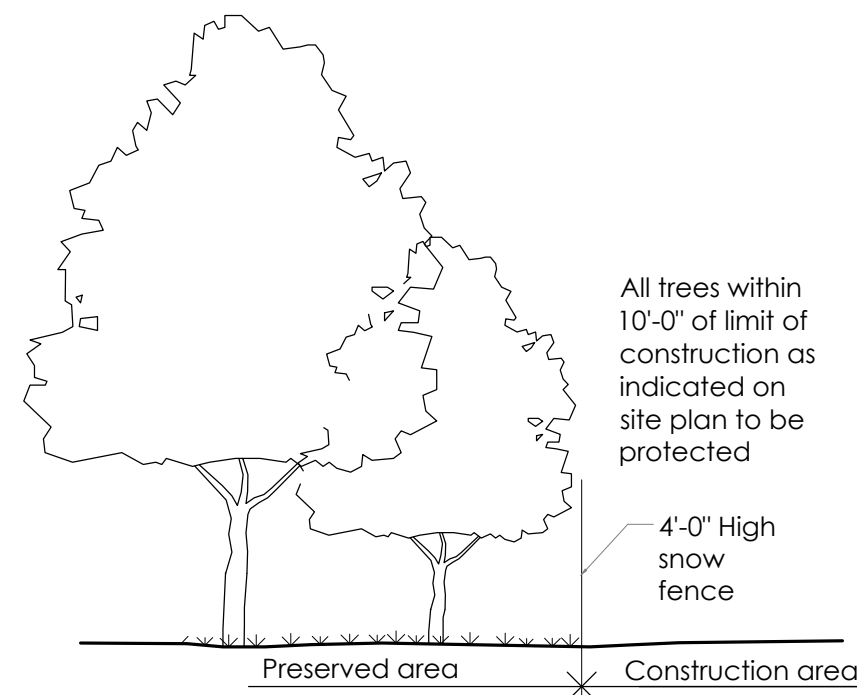 All trees within
10'-0" of limit of
construction as
indicated on
site plan to be
protected
4'-0" High
snow
fence
Preserved area
Construction area